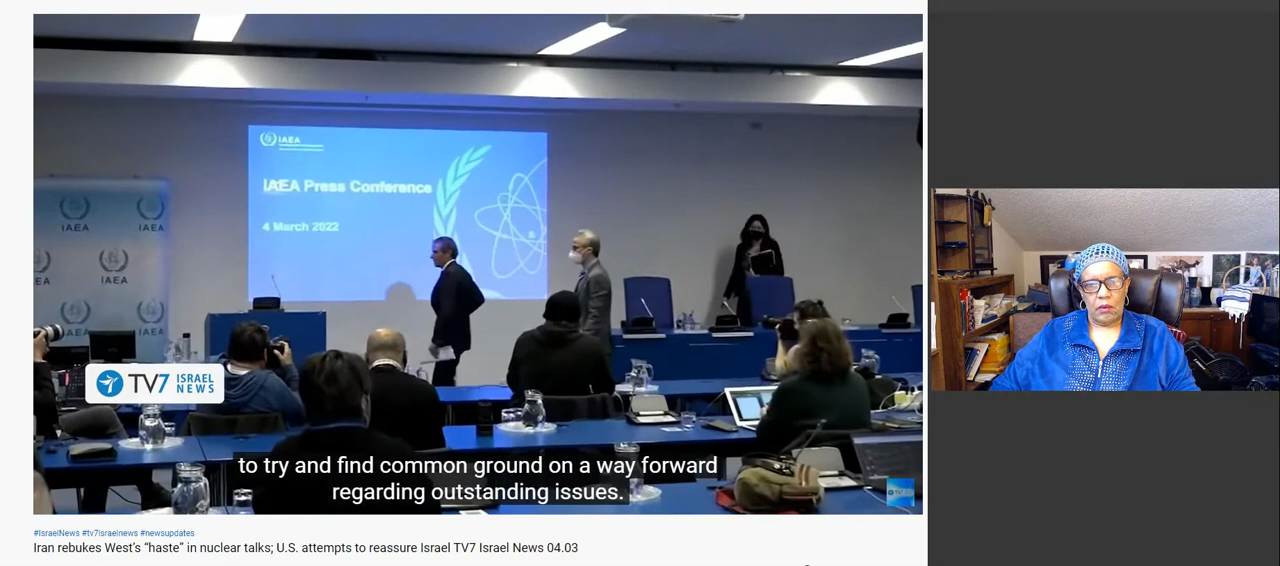 IAEA
IAEA Press Conference
4 March 2022
IAEA
IAEA
IAEA
IAEA
IAEA
IAEA
TV7 ISRAEL
NEWS
to try and find common ground on a way forward
regarding outstanding issues.
#IsraelNews #tv7israelnews #newsupdates
Iran rebukes West's “haste” in nuclear talks; U.S. attempts to reassure Israel TV7 Israel News 04.03